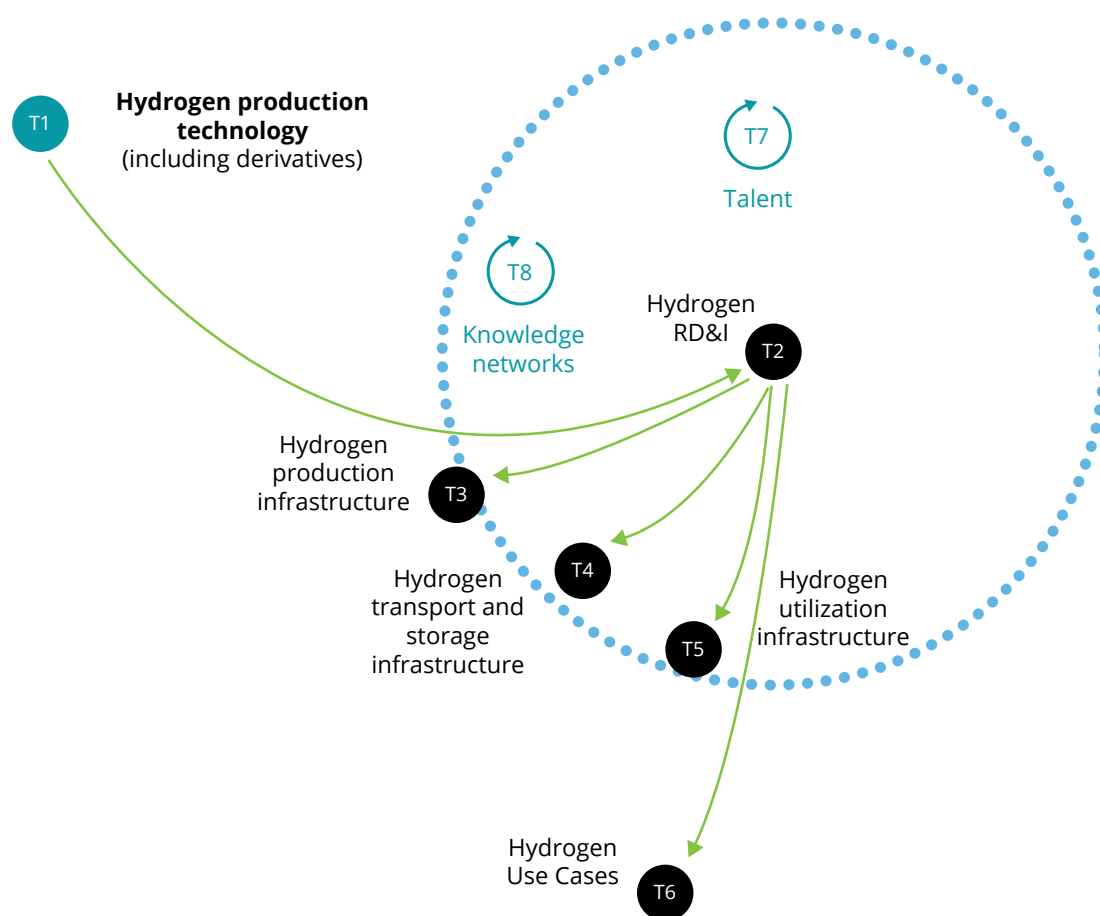 T1
Hydrogen production
technology
(including derivatives)
T7
Talent
T8
Knowledge
networks
Hydrogen
RD&I
T2
Hydrogen
production
infrastructure
T3
Hydrogen
transport and
storage
infrastructure
T4
Hydrogen
utilization
infrastructure
T5
Hydrogen
Use Cases
T6